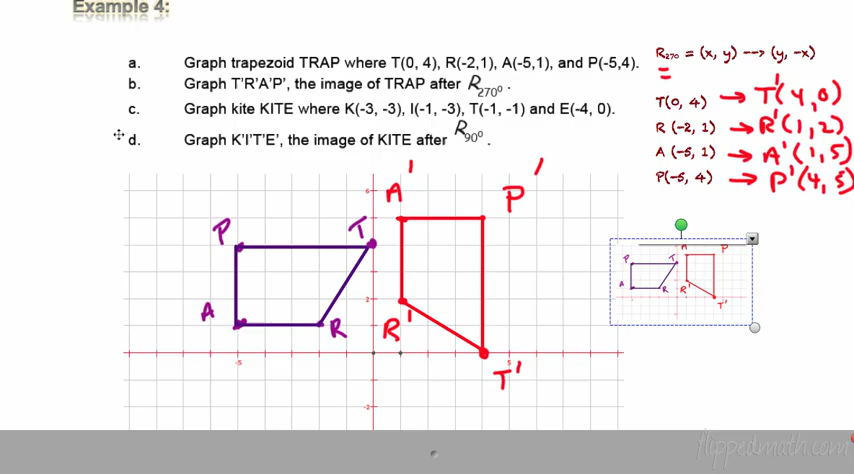 Example 4:
a. Graph trapezoid TRAP where T(0, 4), R(-2,1), A(-5,1), and P(-5,4).
b. Graph T'R'A'P', the image of TRAP after R270°.
c. Graph kite KITE where K(-3, -3), I(-1, -3), T(-1, -1) and E(-4, 0).
d. Graph K'I'T'E', the image of KITE after R90°.
R270 = (x, y) ---> (y, -x)
=
T(0, 4) → T'(4,0)
R (-2, 1) → R'(1,2)
A (-5, 1) → A'(1,5)
P(-5, 4) → P'(4,5)
6
A' P'
P T
2
A R R'
-5 5
T'
-2
P T A P
A R R'
T'
flippedmath.com